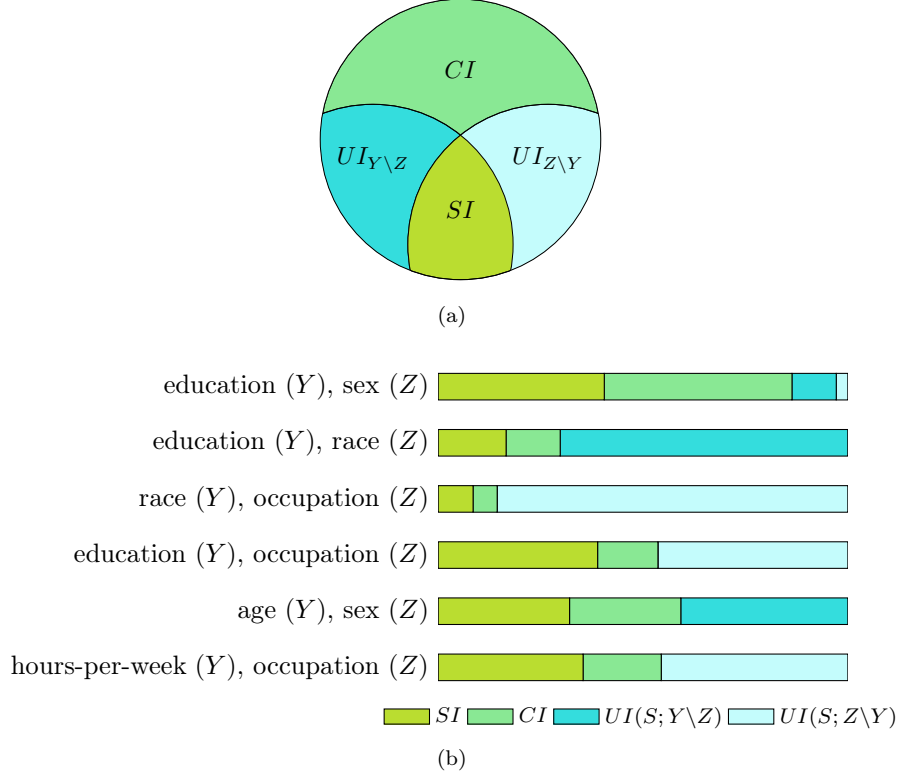 CI
UI_{Y\Z} UI_{Z\Y}
SI
(a)
education (Y), sex (Z)
education (Y), race (Z)
race (Y), occupation (Z)
education (Y), occupation (Z)
age (Y), sex (Z)
hours-per-week (Y), occupation (Z)
SI CI UI(S; Y\Z) UI(S; Z\Y)
(b)